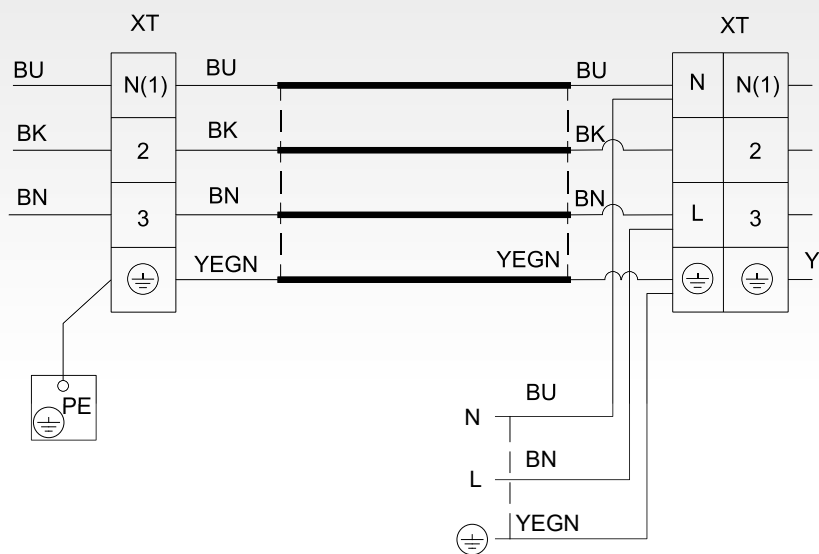 XT
XT
BU
BU
BU
N(1)
N
N(1)
BK
BK
BK
2
2
BN
BN
BN
3
L
3
YEGN
YEGN
Y
PE
N
BU
L
BN
YEGN